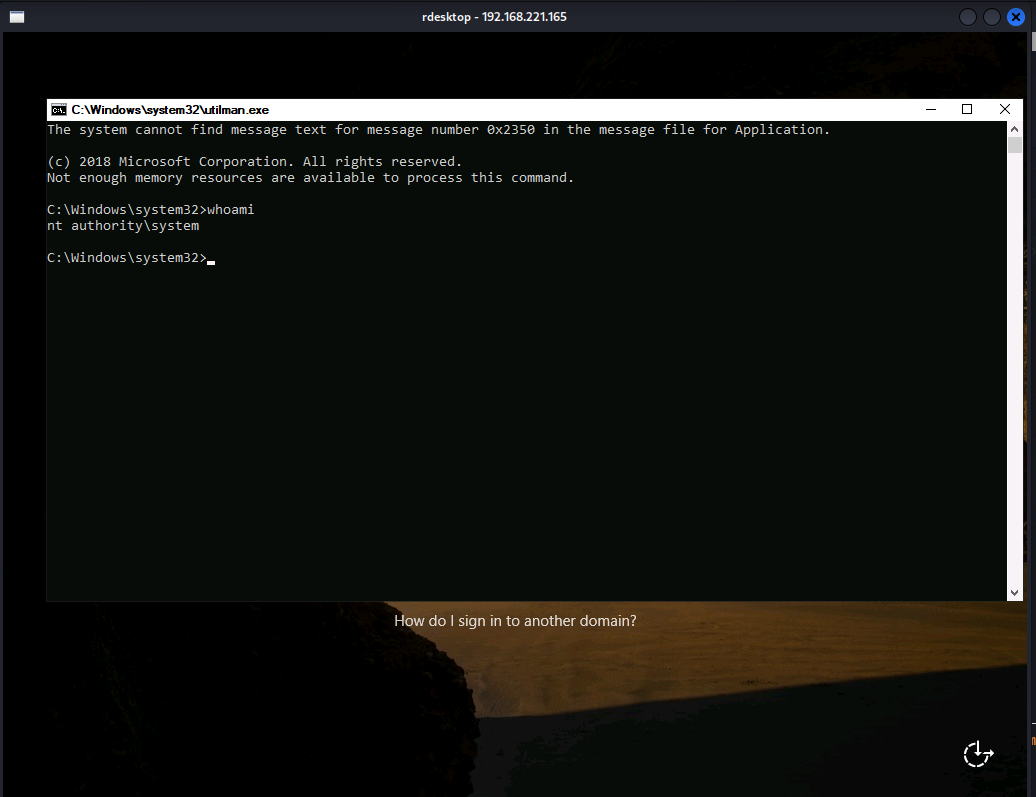 rdesktop - 192.168.221.165
C:\Windows\system32\utilman.exe
The system cannot find message text for message number 0x2350 in the message file for Application.
(c) 2018 Microsoft Corporation. All rights reserved.
Not enough memory resources are available to process this command.
C:\Windows\system32>whoami
nt authority\system
C:\Windows\system32>
How do I sign in to another domain?